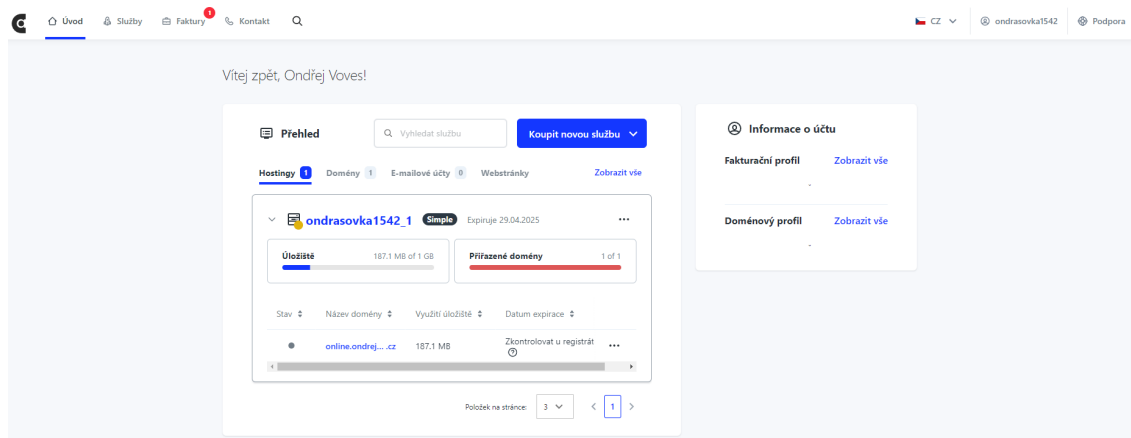 Úvod Služby Faktury 1 Kontakt CZ ondrasovka1542 Podpora
Vítej zpět, Ondřej Voves!
Přehled Vyhledat službu Koupit novou službu
Hostingy 1 Domény 1 E-mailové účty 0 Webstránky Zobrazit vše
ondrasovka1542_1 Simple Expiruje 29.04.2025
Úložiště 187.1 MB of 1 GB Přiřazené domény 1 of 1
Stav Název domény Využití úložiště Datum expirace
online.ondrej... .cz 187.1 MB Zkontrolovat u registrát
Položek na stránce: 3 1
Informace o účtu
Fakturační profil Zobrazit vše
-
Doménový profil Zobrazit vše
-